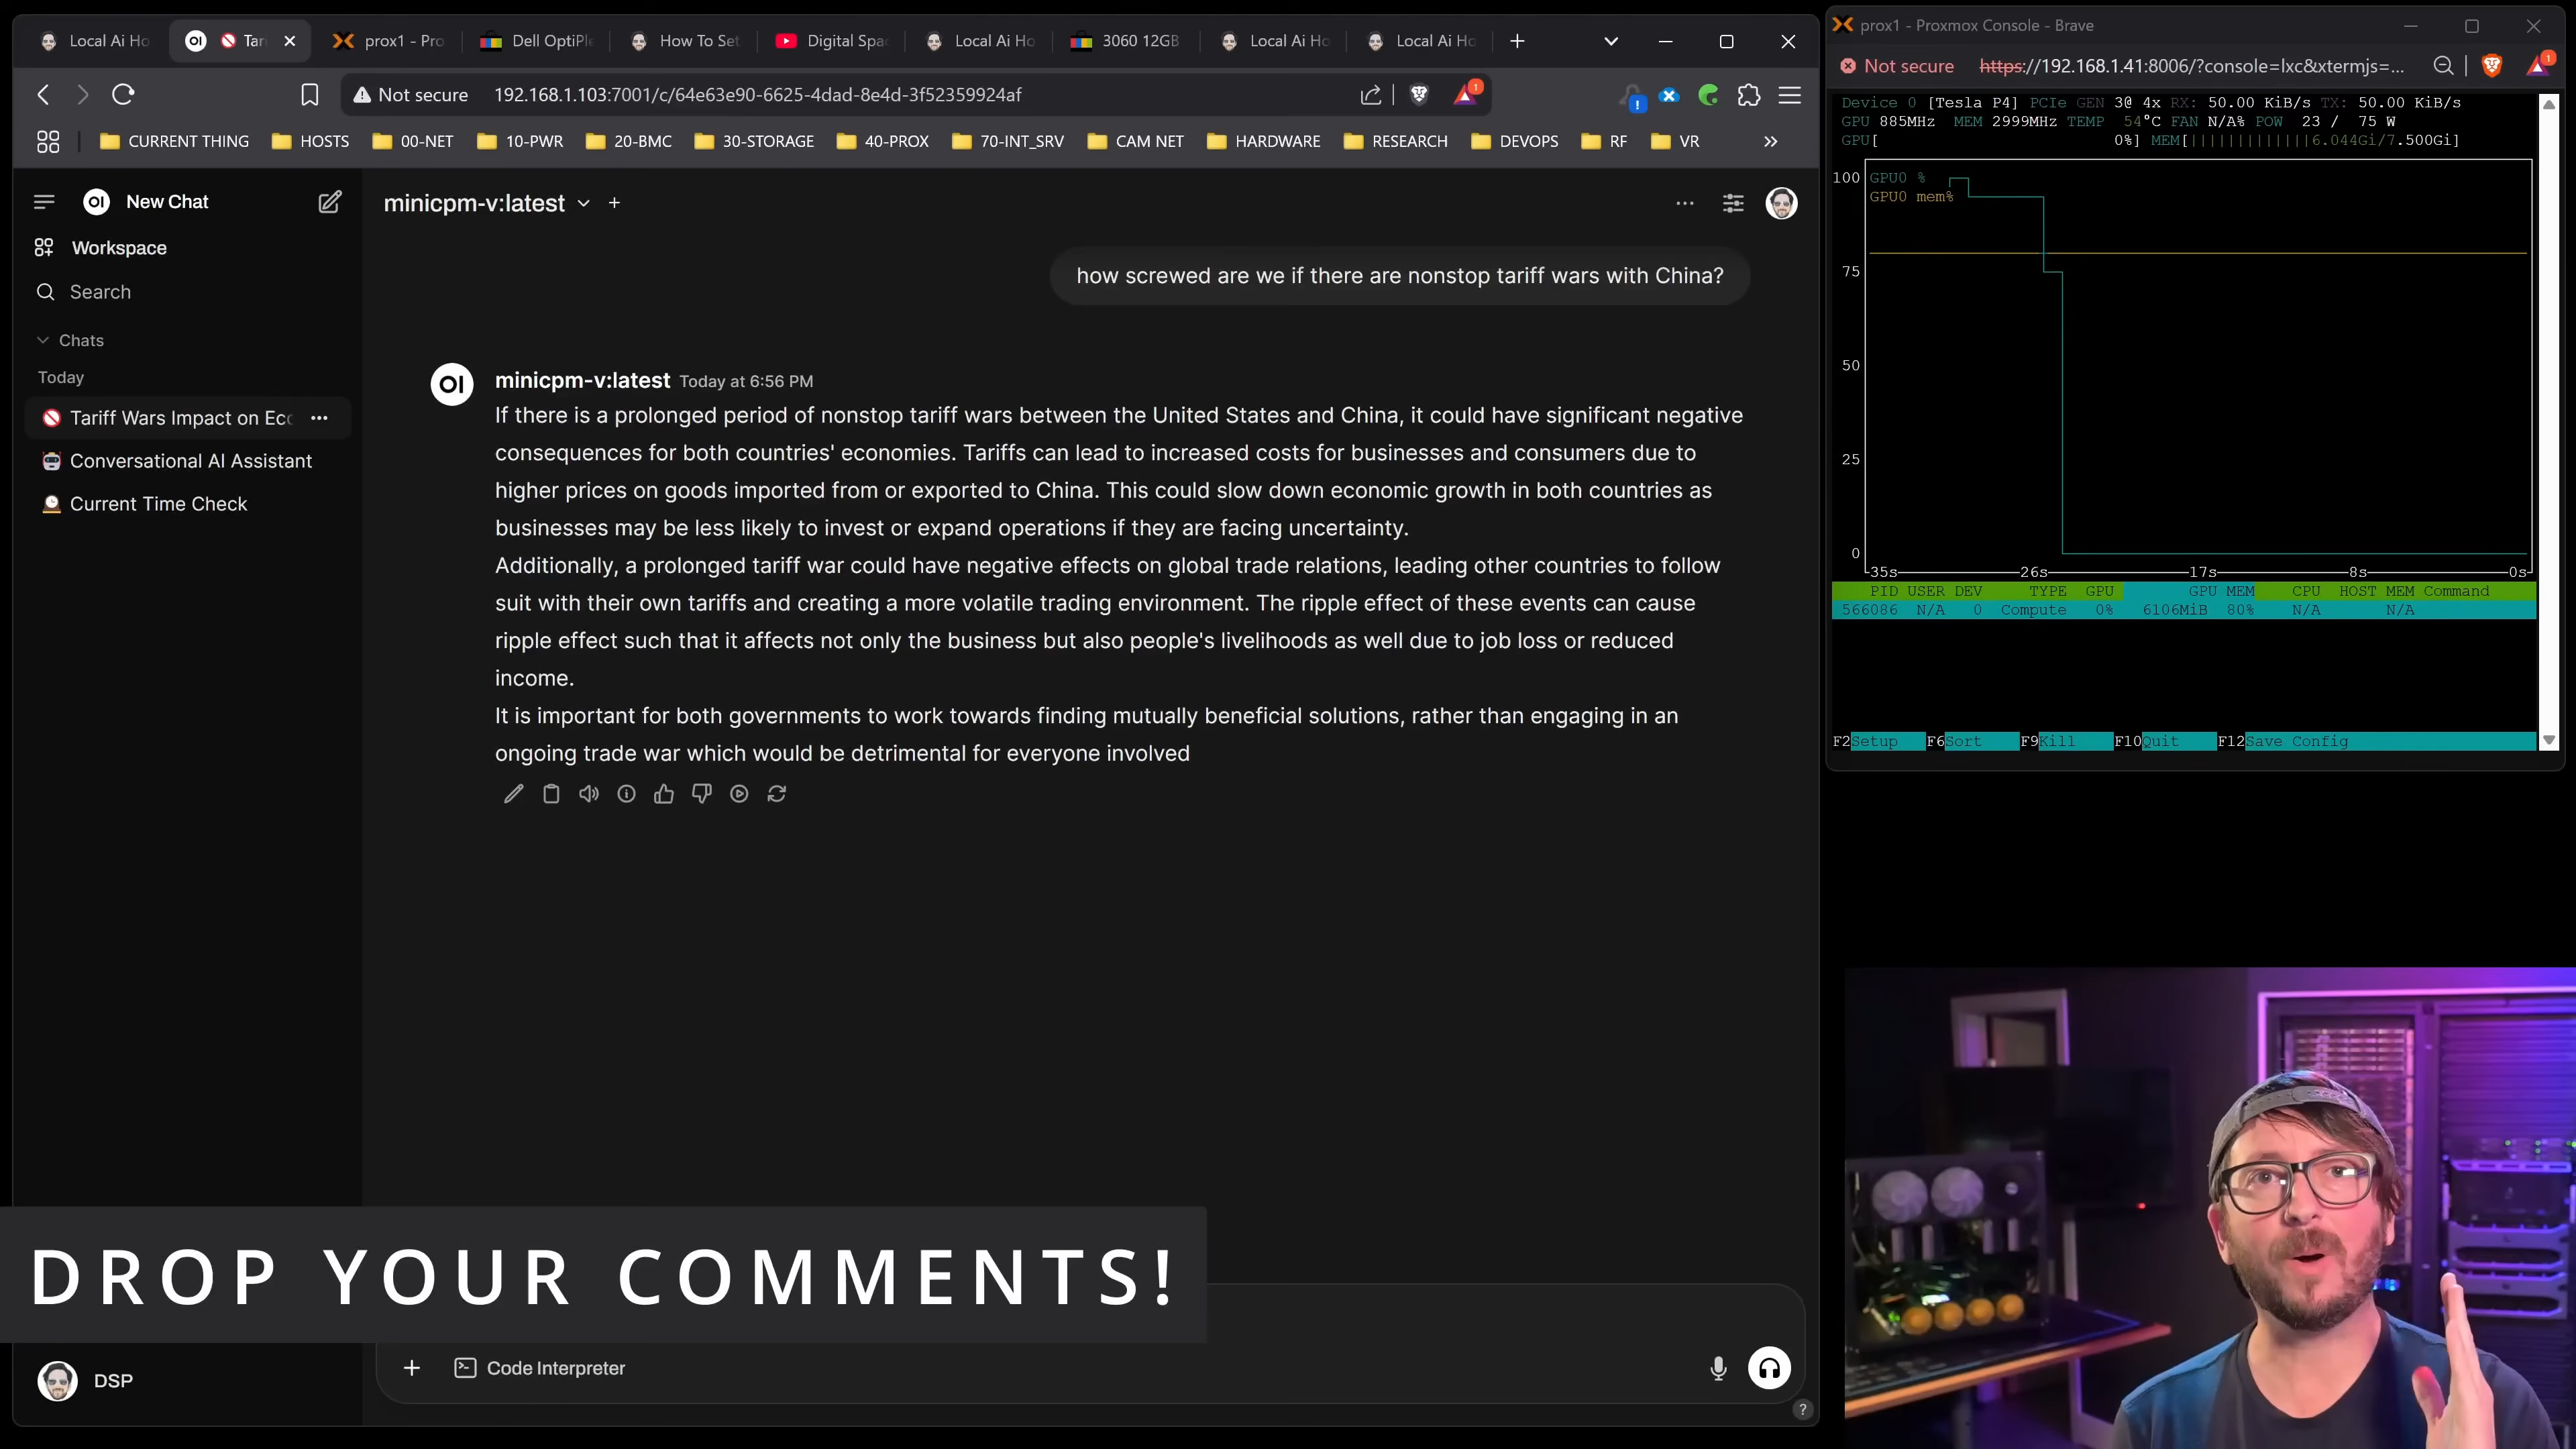 Local Ai Ho
Tar
prox1 - Pro
Dell OptiPle
How To Set
Digital Spac
Local Ai Ho
3060 12GB
Local Ai Ho
Local Ai Ho
Not secure
192.168.1.103:7001/c/64e63e90-6625-4dad-8e4d-3f52359924af
1
CURRENT THING
HOSTS
00-NET
10-PWR
20-BMC
30-STORAGE
40-PROX
70-INT_SRV
CAM NET
HARDWARE
RESEARCH
DEVOPS
RF
VR
OI
New Chat
Workspace
Search
Chats
Today
Tariff Wars Impact on Ecc
Conversational AI Assistant
Current Time Check
minicpm-v:latest
how screwed are we if there are nonstop tariff wars with China?
OI
minicpm-v:latest Today at 6:56 PM
If there is a prolonged period of nonstop tariff wars between the United States and China, it could have significant negative
consequences for both countries' economies. Tariffs can lead to increased costs for businesses and consumers due to
higher prices on goods imported from or exported to China. This could slow down economic growth in both countries as
businesses may be less likely to invest or expand operations if they are facing uncertainty.
Additionally, a prolonged tariff war could have negative effects on global trade relations, leading other countries to follow
suit with their own tariffs and creating a more volatile trading environment. The ripple effect of these events can cause
ripple effect such that it affects not only the business but also people's livelihoods as well due to job loss or reduced
income.
It is important for both governments to work towards finding mutually beneficial solutions, rather than engaging in an
ongoing trade war which would be detrimental for everyone involved
DROP YOUR COMMENTS!
Code Interpreter
DSP
?
prox1 - Proxmox Console - Brave
Not secure
https://192.168.1.41:8006/?console=lxc&xtermjs=...
1
Device 0 [Tesla P4] PCIe GEN 3@ 4x RX: 50.00 KiB/s TX: 50.00 KiB/s
GPU 885MHz MEM 2999MHz TEMP 54°C FAN N/A% POW 23 / 75 W
GPU[ 0%] MEM[||||||||||||6.044Gi/7.500Gi]
100
GPU0 %
GPU0 mem%
75
50
25
0
35s 26s 17s 8s 0s
PID USER DEV TYPE GPU GPU MEM CPU HOST MEM Command
566086 N/A 0 Compute 0% 6106MiB 80% N/A N/A
F2Setup F6Sort F9Kill F10Quit F12Save Config